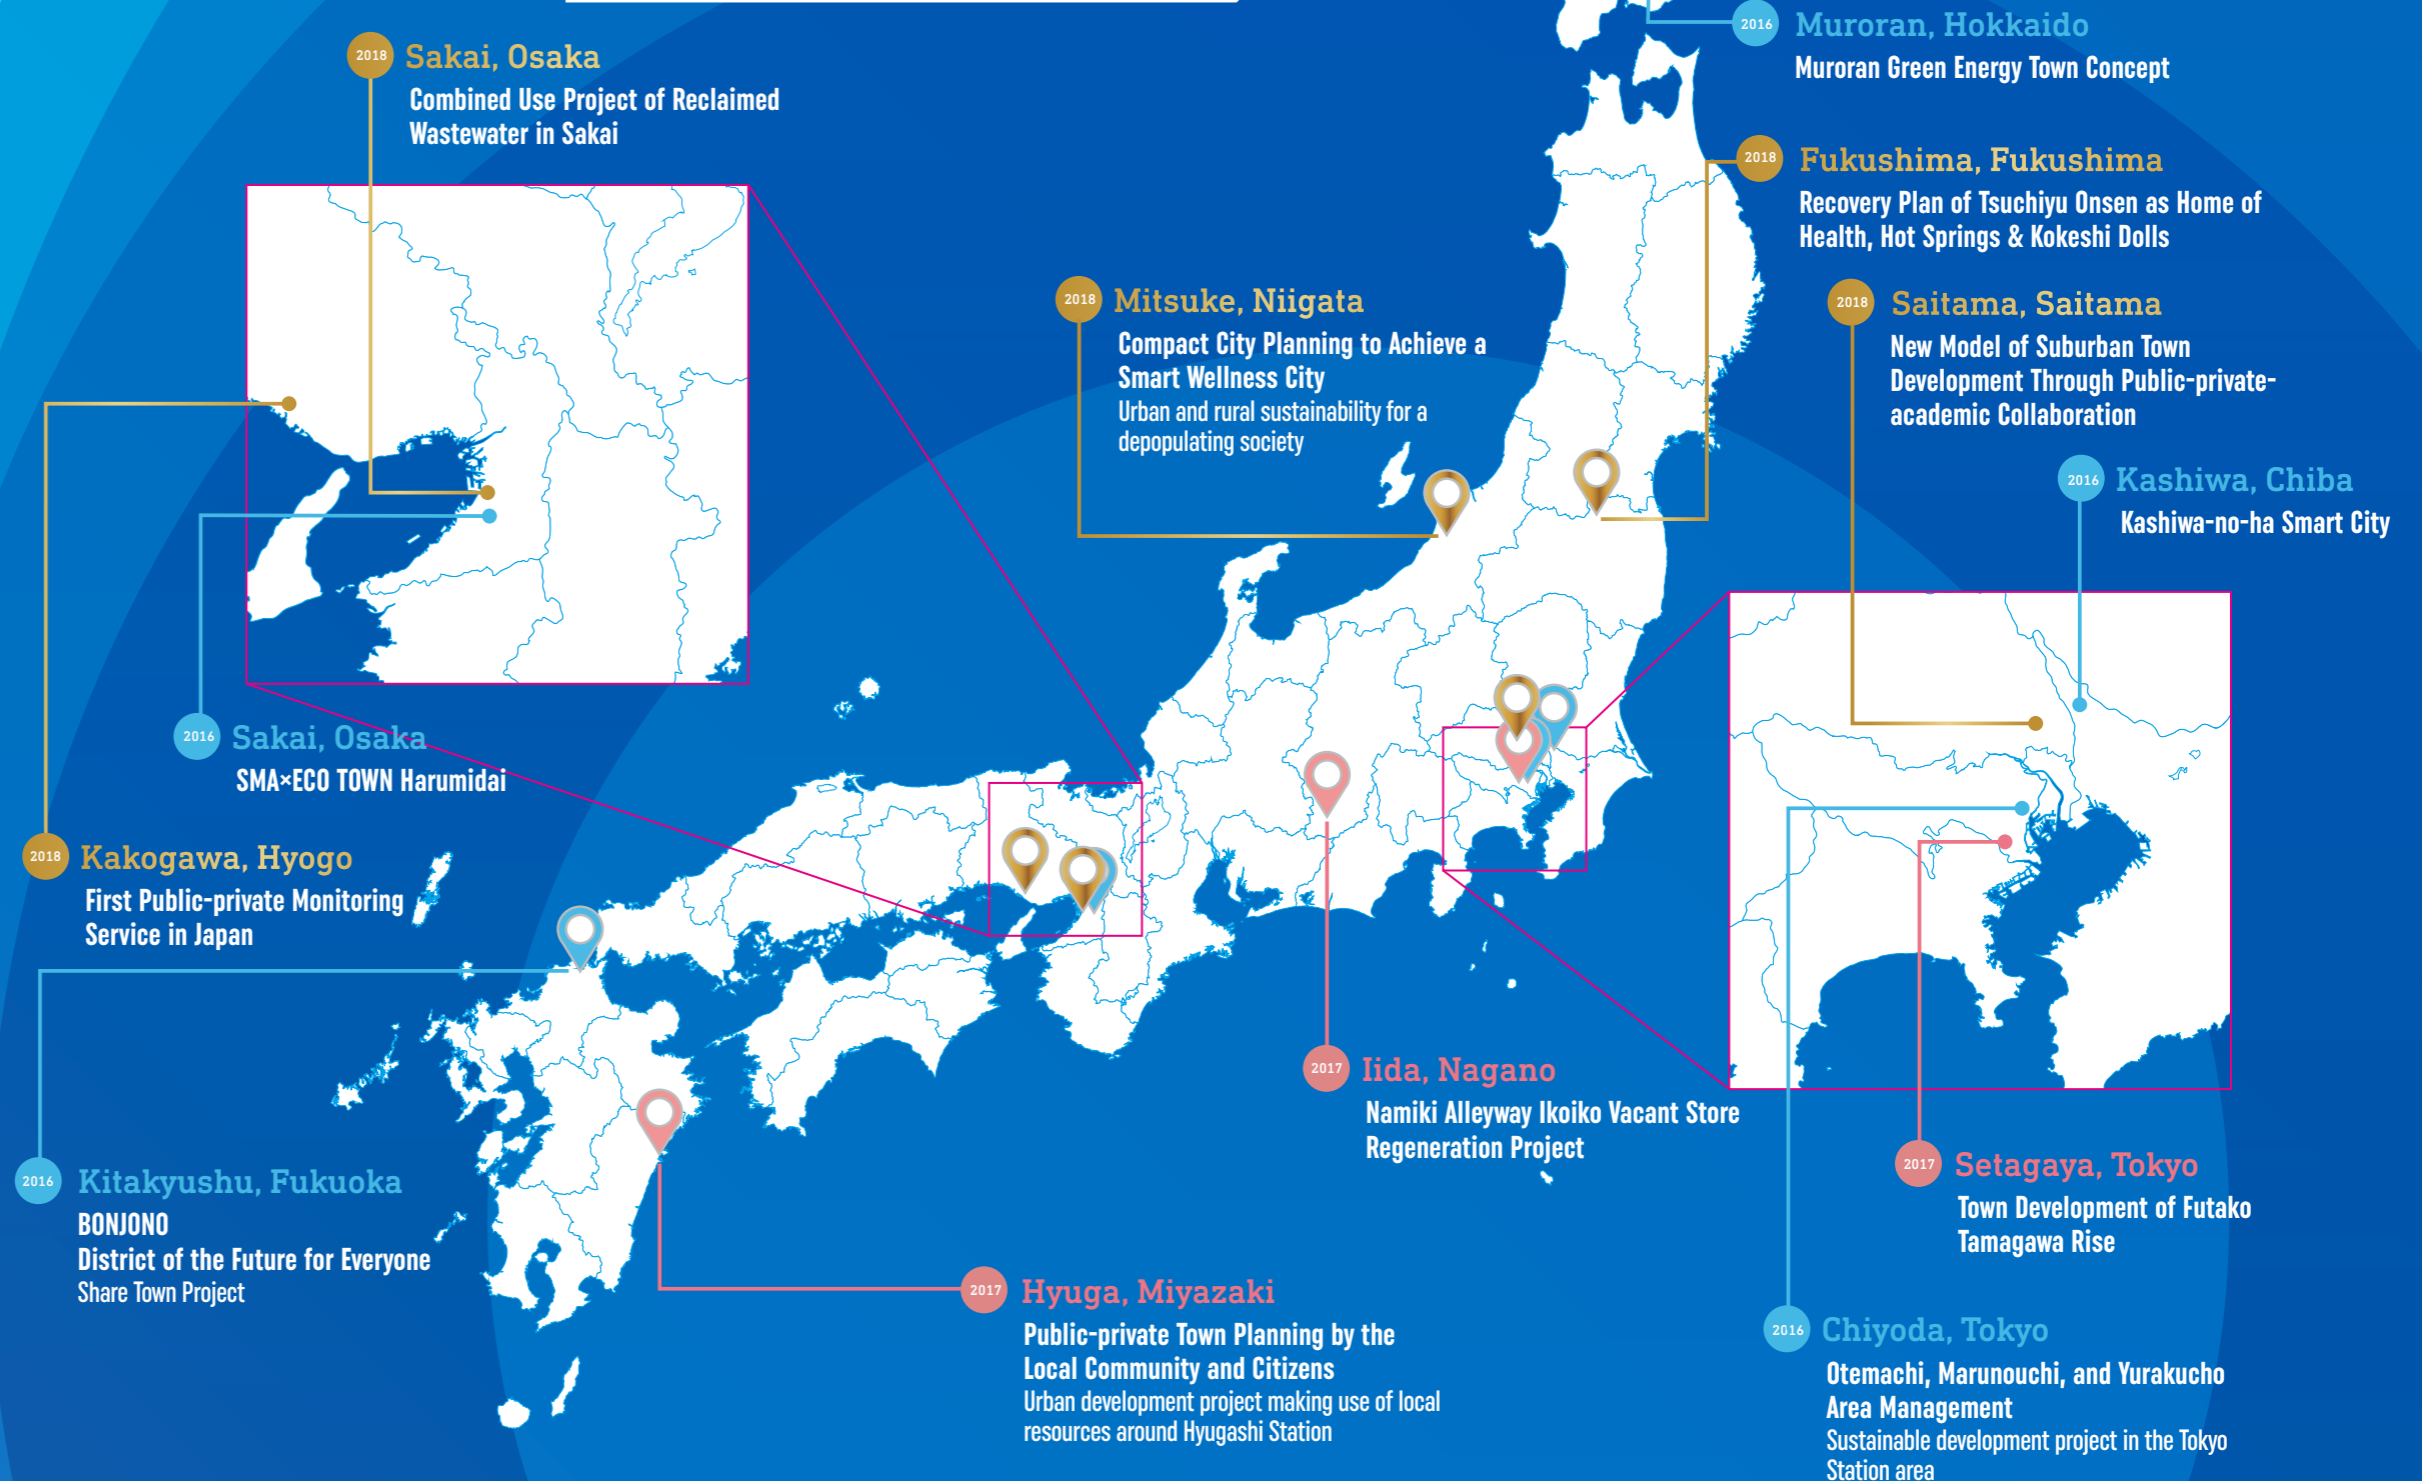 2016 Muroran, Hokkaido
Muroran Green Energy Town Concept
2018 Sakai, Osaka
Combined Use Project of Reclaimed
Wastewater in Sakai
2018 Fukushima, Fukushima
Recovery Plan of Tsuchiyu Onsen as Home of
Health, Hot Springs & Kokeshi Dolls
2018 Mitsuke, Niigata
Compact City Planning to Achieve a
Smart Wellness City
Urban and rural sustainability for a
depopulating society
2018 Saitama, Saitama
New Model of Suburban Town
Development Through Public-private-
academic Collaboration
2016 Kashiwa, Chiba
Kashiwa-no-ha Smart City
2016 Sakai, Osaka
SMA×ECO TOWN Harumidai
2018 Kakogawa, Hyogo
First Public-private Monitoring
Service in Japan
2017 Iida, Nagano
Namiki Alleyway Ikoiko Vacant Store
Regeneration Project
2017 Setagaya, Tokyo
Town Development of Futako
Tamagawa Rise
2016 Kitakyushu, Fukuoka
BONJONO
District of the Future for Everyone
Share Town Project
2017 Hyuga, Miyazaki
Public-private Town Planning by the
Local Community and Citizens
Urban development project making use of local
resources around Hyugashi Station
2016 Chiyoda, Tokyo
Otemachi, Marunouchi, and Yurakucho
Area Management
Sustainable development project in the Tokyo
Station area